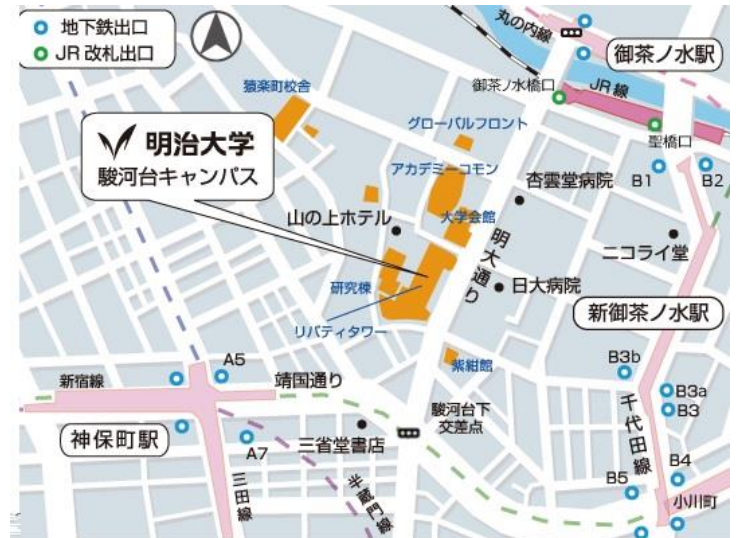 地下鉄出口
JR 改札出口
丸の内線
御茶ノ水駅
猿楽町校舎
御茶ノ水橋口
JR 線
グローバルフロント
聖橋口
明治大学
駿河台キャンパス
アカデミーコモン
杏雲堂病院
B1
B2
山の上ホテル
大学会館
明大通り
ニコライ堂
研究棟
日大病院
リバティタワー
新御茶ノ水駅
紫紺館
A5
B3b
新宿線
靖国通り
B3a
B3
駿河台下
交差点
千代田線
神保町駅
A7
三省堂書店
B4
B5
三田線
半蔵門線
小川町